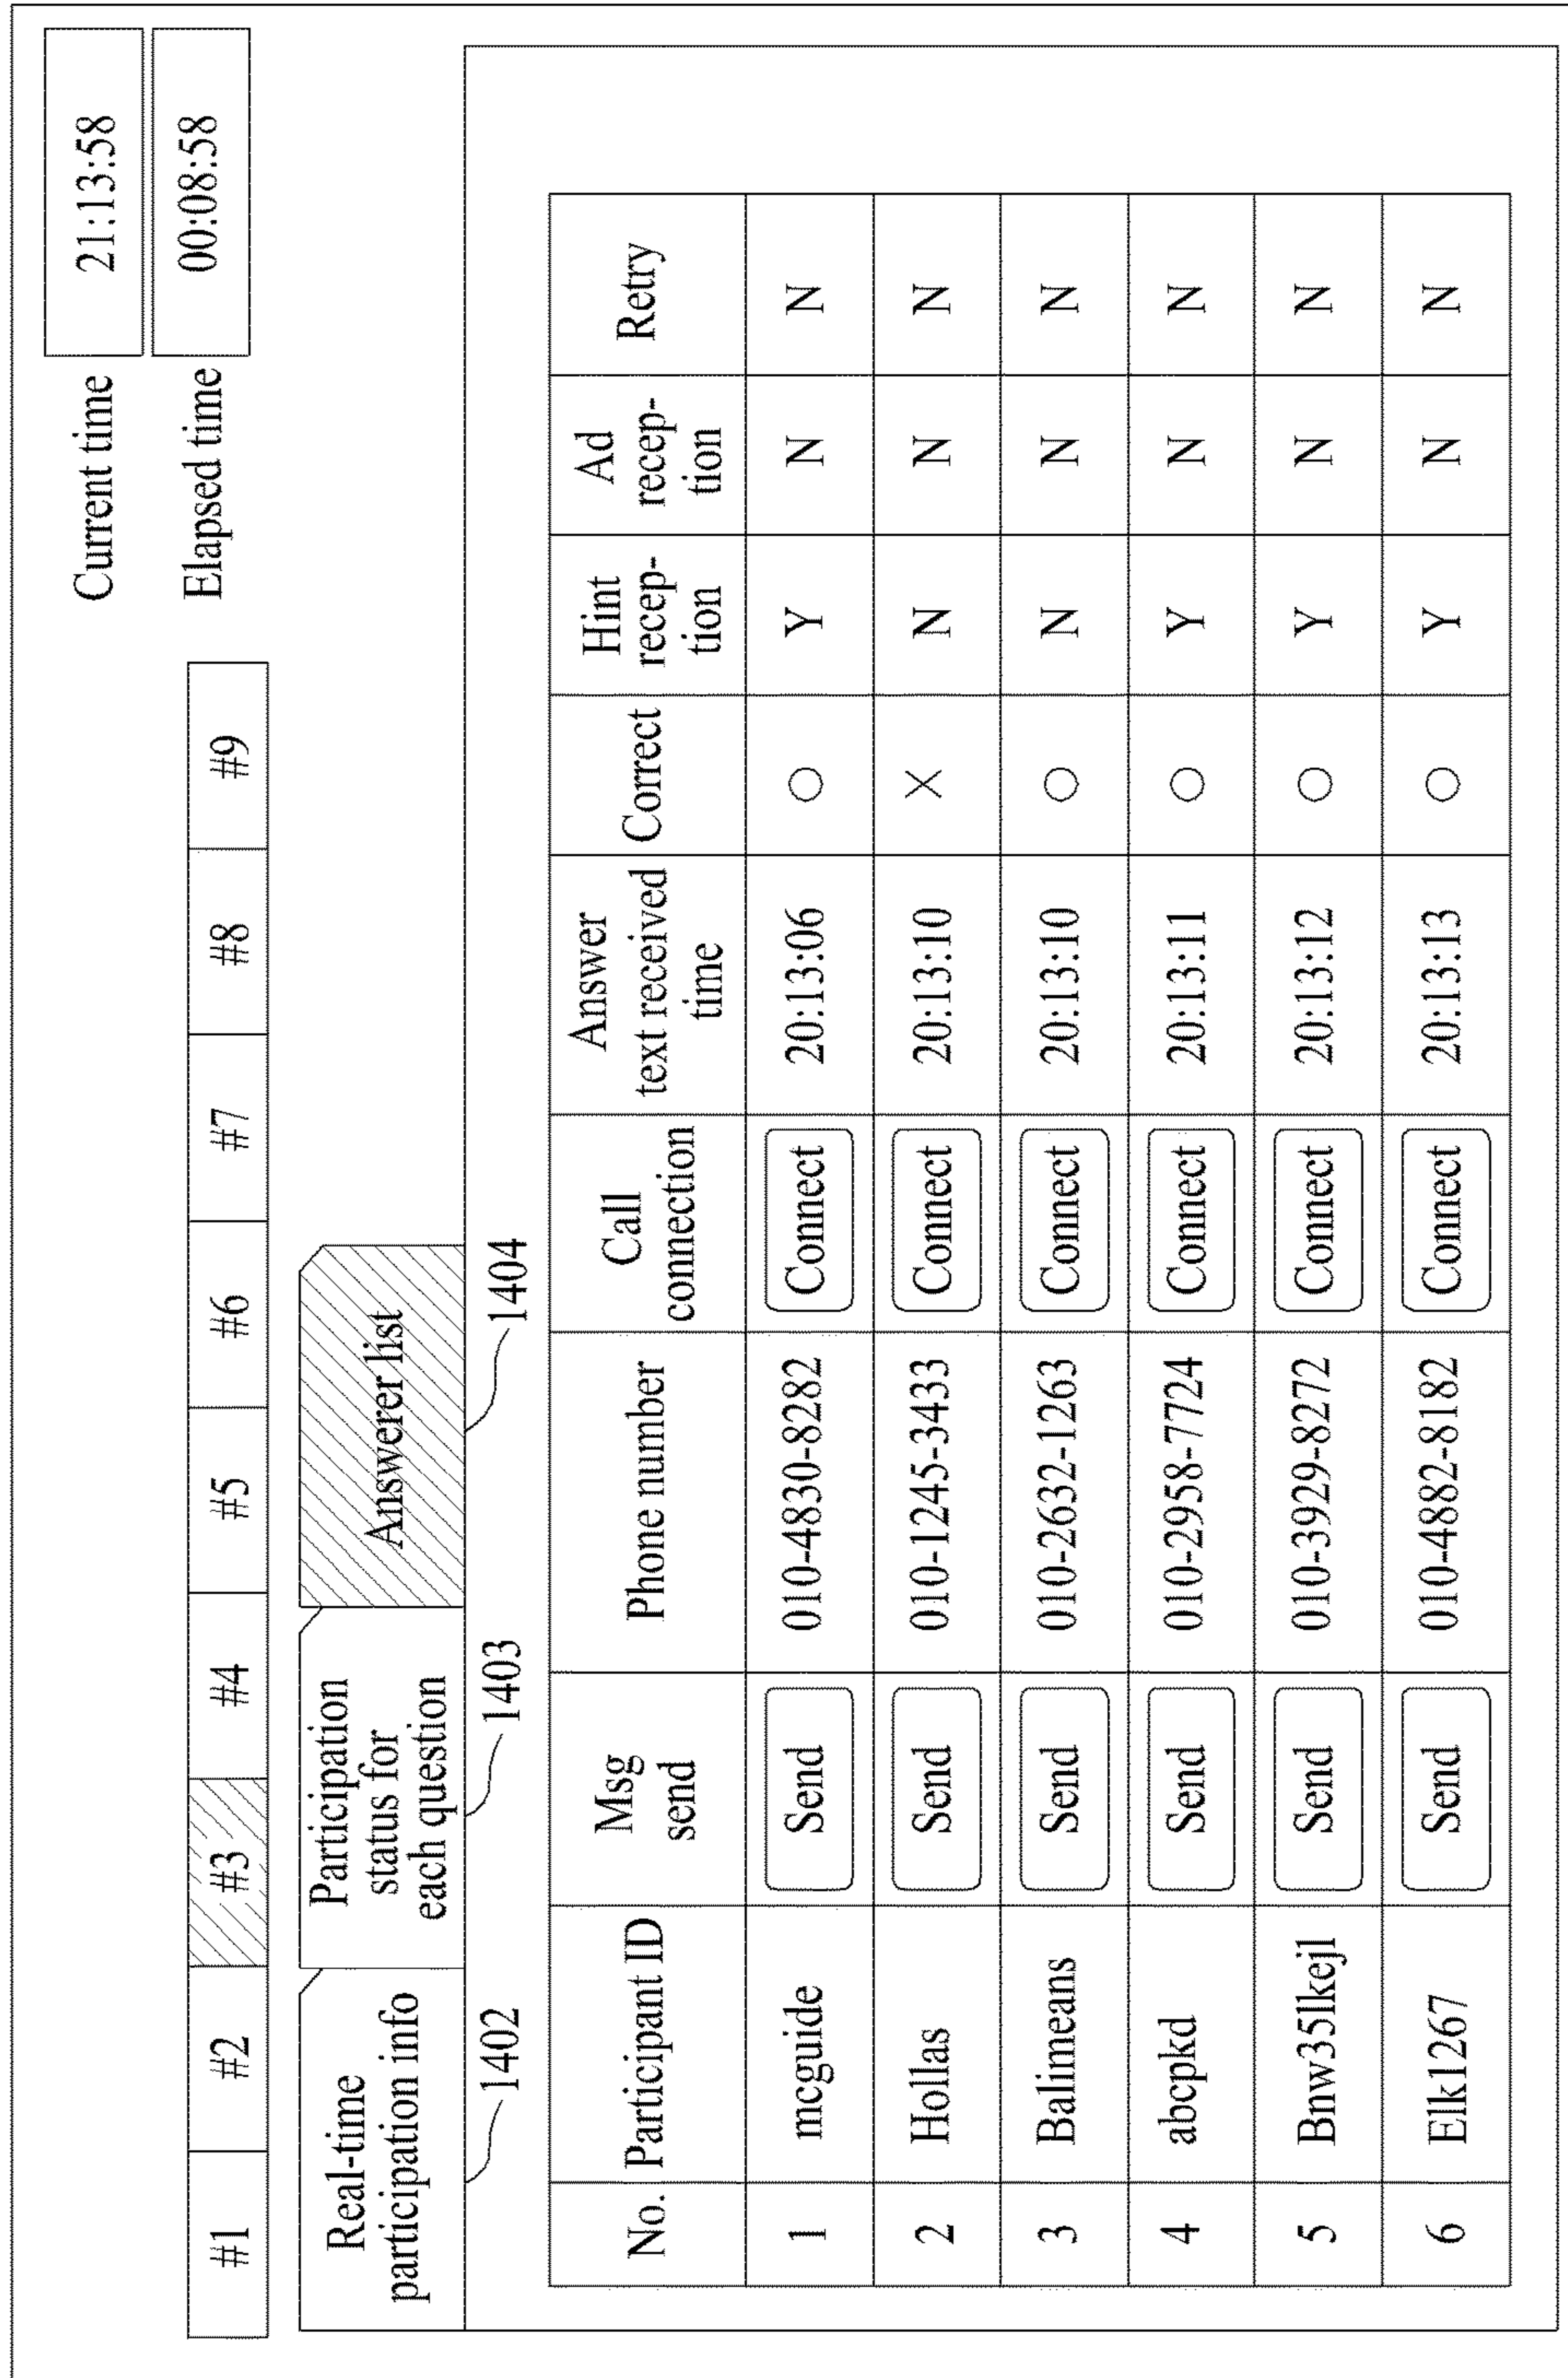 Current time 21:13:58
Elapsed time 00:08:58
#1 #2 #3 #4 #5 #6 #7 #8 #9
Real-time
participation info
1402
Participation
status for
each question
1403
Answerer list
1404
No. Participant ID Msg send Phone number Call connection Answer text received time Correct Hint recep-tion Ad recep-tion Retry
1 mcguide Send 010-4830-8282 Connect 20:13:06 ○ Y N N
2 Hollas Send 010-1245-3433 Connect 20:13:10 × N N N
3 Balimeans Send 010-2632-1263 Connect 20:13:10 ○ N N N
4 abcpkd Send 010-2958-7724 Connect 20:13:11 ○ Y N N
5 Bnw35lkejl Send 010-3929-8272 Connect 20:13:12 ○ Y N N
6 Elk1267 Send 010-4882-8182 Connect 20:13:13 ○ Y N N